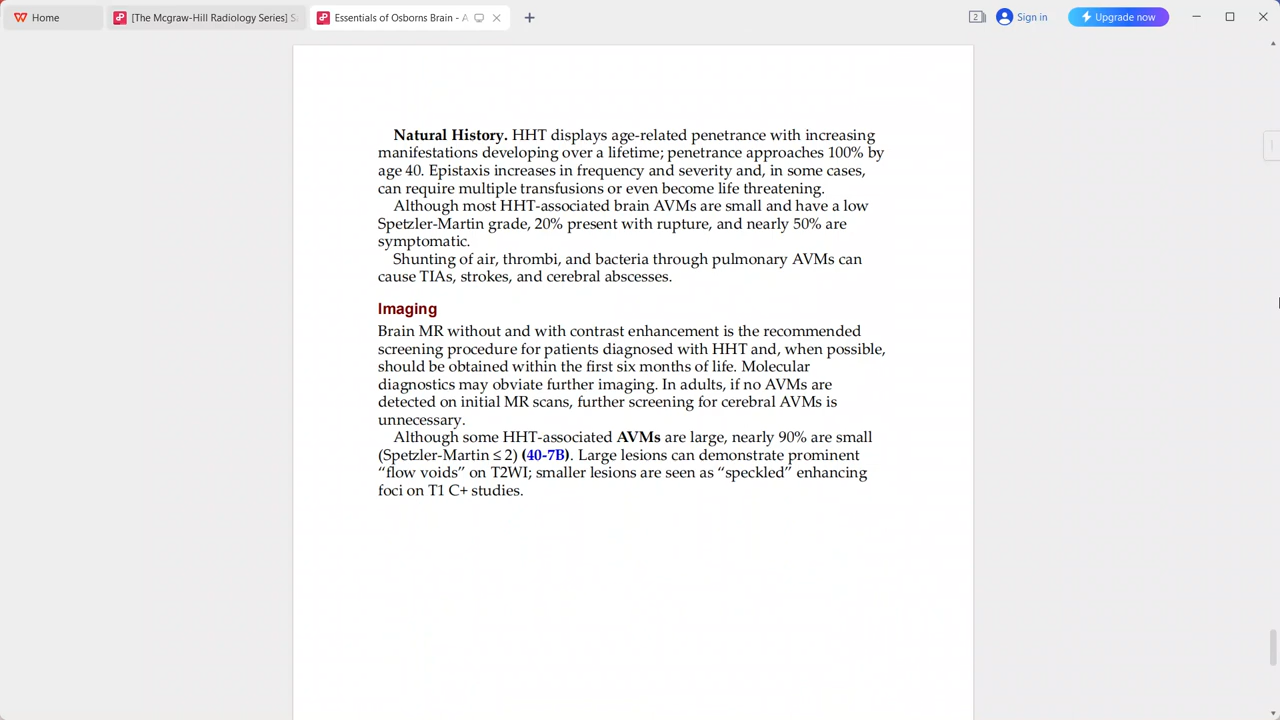 Home
[The Mcgraw-Hill Radiology Series] S
Essentials of Osborns Brain - A
2
Sign in
Upgrade now
Natural History. HHT displays age-related penetrance with increasing
manifestations developing over a lifetime; penetrance approaches 100% by
age 40. Epistaxis increases in frequency and severity and, in some cases,
can require multiple transfusions or even become life threatening.
Although most HHT-associated brain AVMs are small and have a low
Spetzler-Martin grade, 20% present with rupture, and nearly 50% are
symptomatic.
Shunting of air, thrombi, and bacteria through pulmonary AVMs can
cause TIAs, strokes, and cerebral abscesses.
Imaging
Brain MR without and with contrast enhancement is the recommended
screening procedure for patients diagnosed with HHT and, when possible,
should be obtained within the first six months of life. Molecular
diagnostics may obviate further imaging. In adults, if no AVMs are
detected on initial MR scans, further screening for cerebral AVMs is
unnecessary.
Although some HHT-associated AVMs are large, nearly 90% are small
(Spetzler-Martin ≤ 2) (40-7B). Large lesions can demonstrate prominent
“flow voids” on T2WI; smaller lesions are seen as “speckled” enhancing
foci on T1 C+ studies.